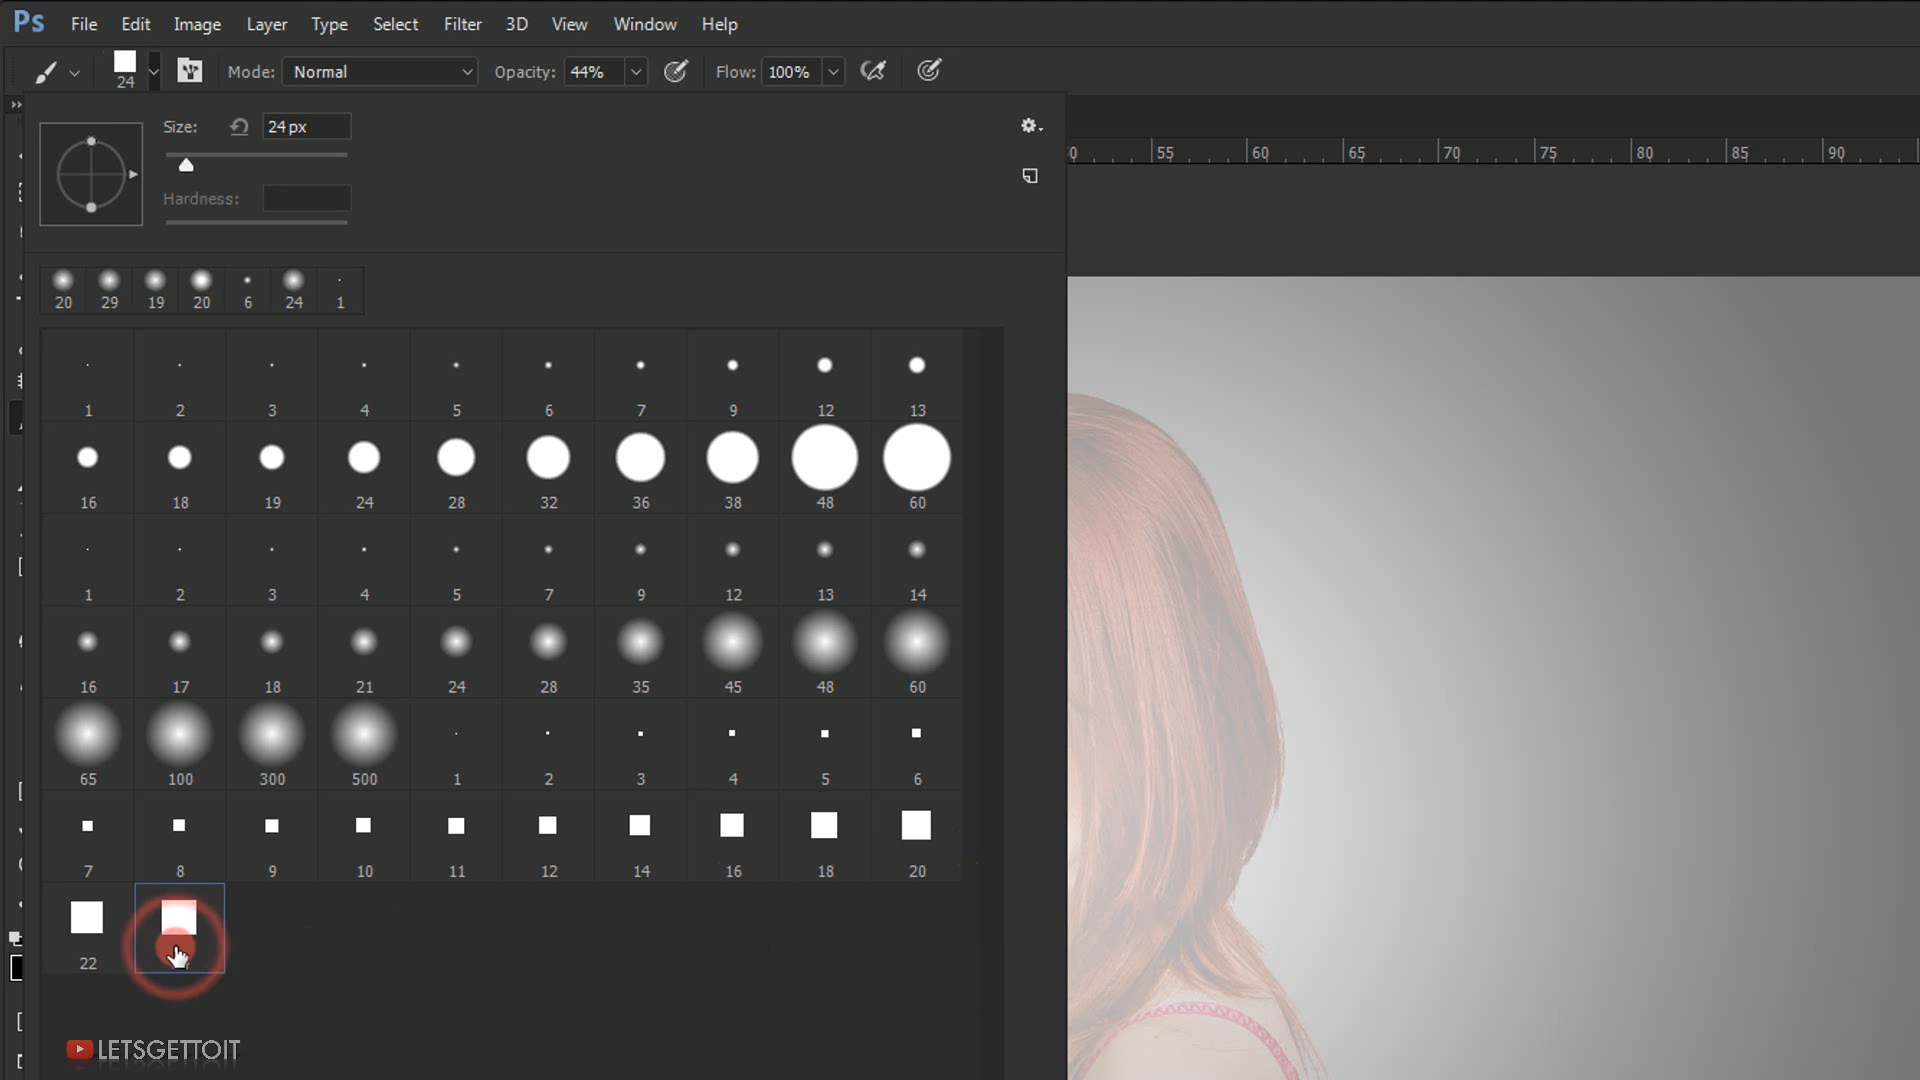 Ps File Edit Image Layer Type Select Filter 3D View Window Help
24 Mode: Normal Opacity: 44% Flow: 100%
Size: 24 px
55 60 65 70 75 80 85 90
Hardness:
20 29 19 20 6 24 1
1 2 3 4 5 6 7 9 12 13
16 18 19 24 28 32 36 38 48 60
1 2 3 4 5 7 9 12 13 14
16 17 18 21 24 28 35 45 48 60
65 100 300 500 1 2 3 4 5 6
7 8 9 10 11 12 14 16 18 20
22
LETSGETTOIT